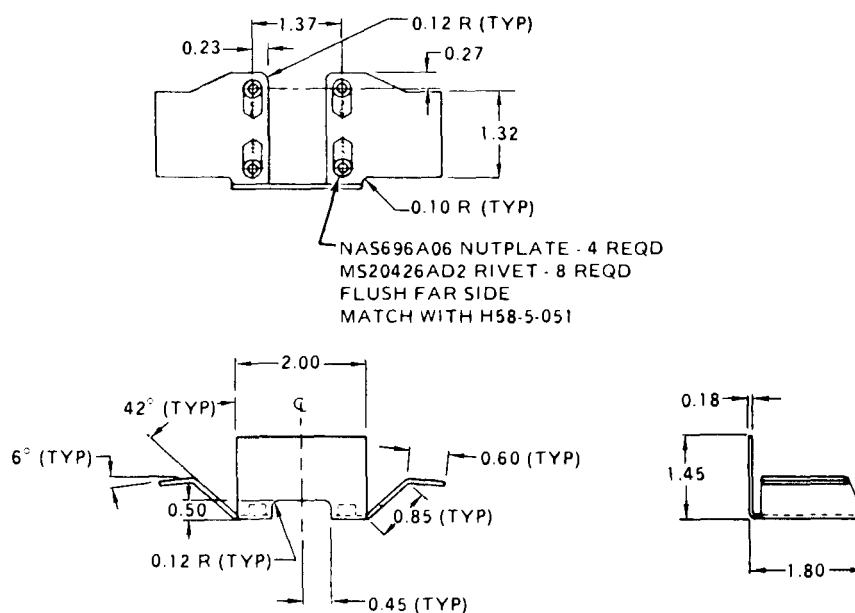 1.37
0.12 R (TYP)
0.23
0.27
1.32
0.10 R (TYP)
NAS696A06 NUTPLATE - 4 REQD
MS20426AD2 RIVET - 8 REQD
FLUSH FAR SIDE
MATCH WITH H58-5-051
2.00
42° (TYP)
℄
0.18
6° (TYP)
0.60 (TYP)
1.45
0.50
0.85 (TYP)
0.12 R (TYP)
1.80
0.45 (TYP)